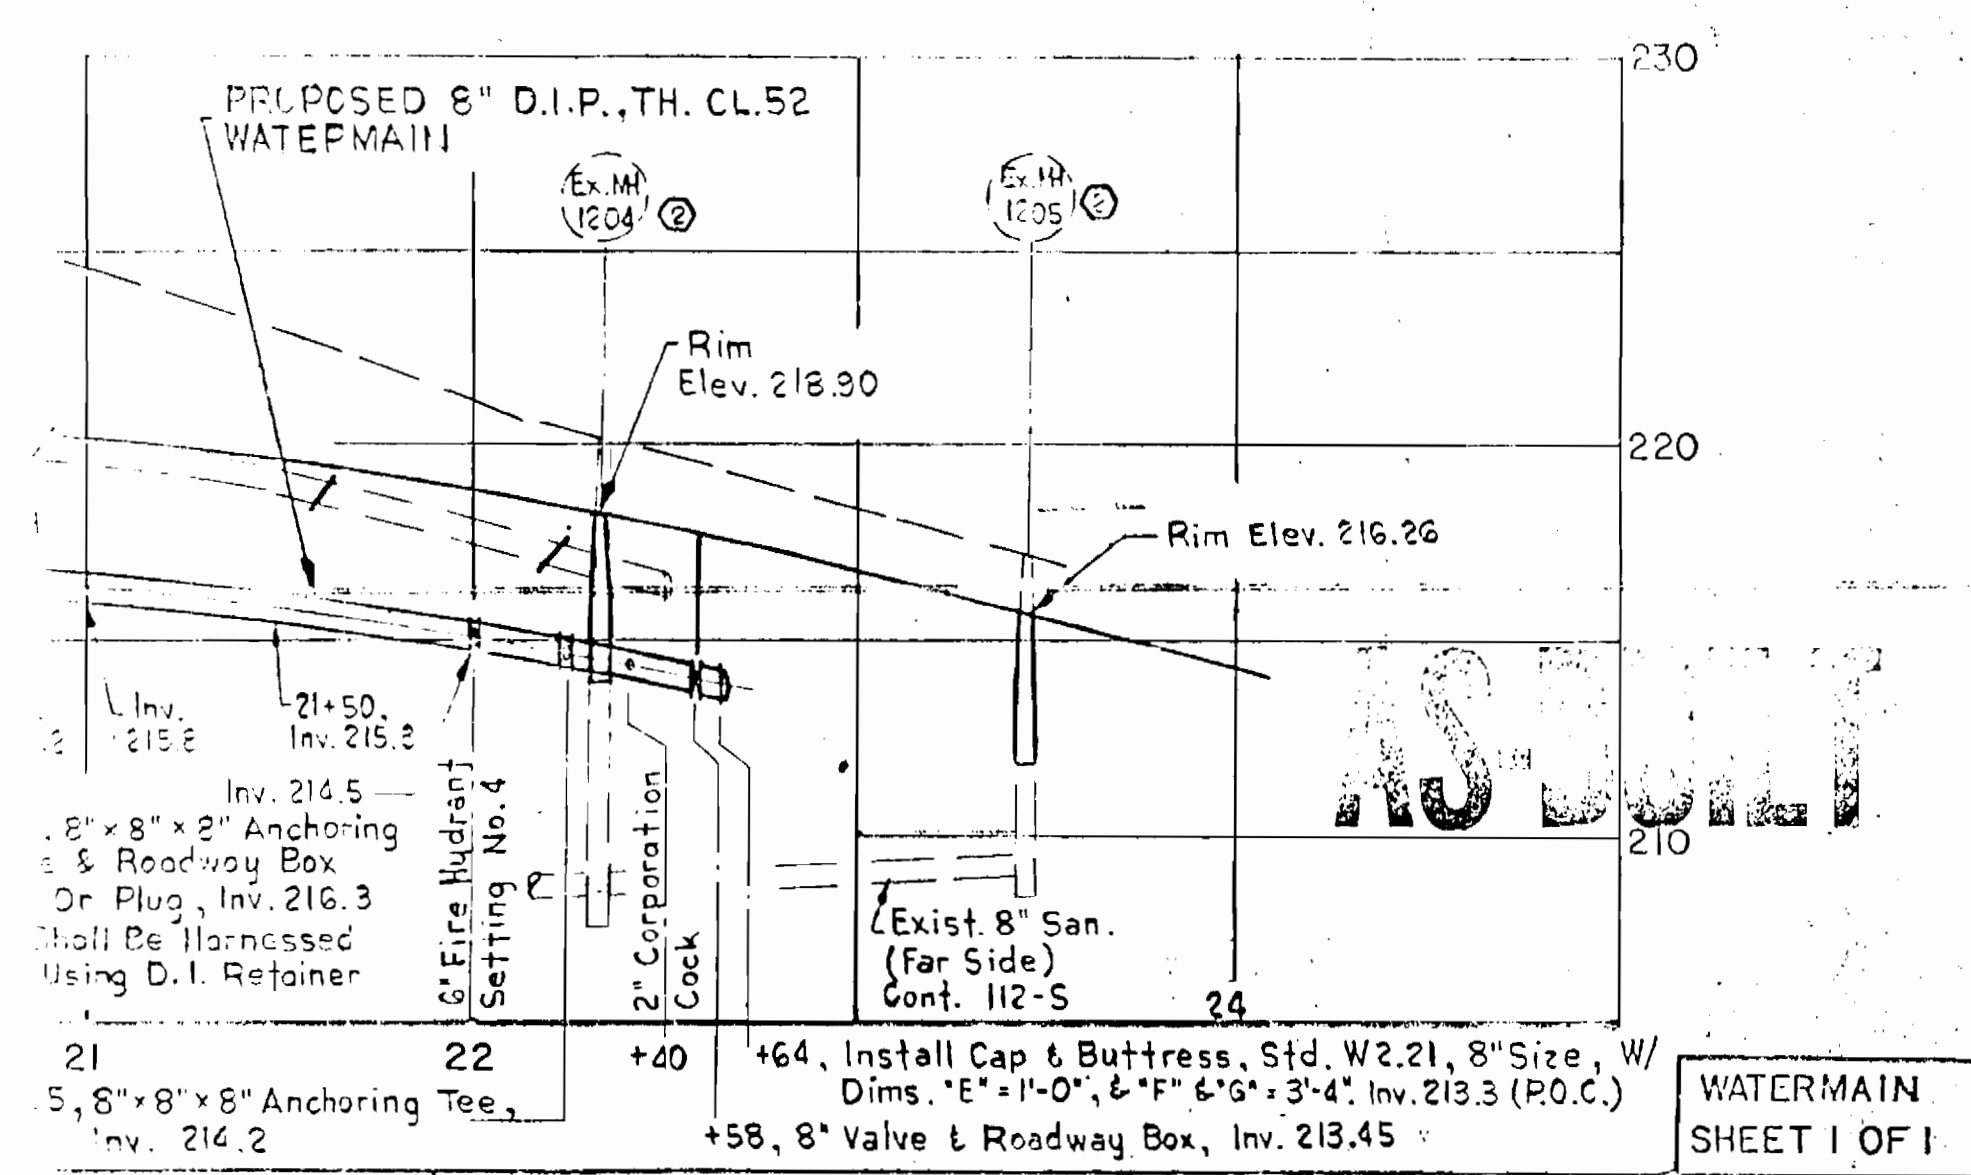 230
PROPOSED 8" D.I.P., TH. CL.52
WATERMAIN
Ex. MH
1204
2
Ex. MH
1205
2
Rim
Elev. 218.90
220
Rim Elev. 216.26
AS-BUILT
Inv.
215.8
21+50,
Inv. 215.2
210
Inv. 214.5
8" x 8" x 8" Anchoring
& Roadway Box
Or Plug, Inv. 216.3
Shall Be Harnessed
Using D.I. Retainer
6" Fire Hydrant
Setting No. 4
2" Corporation
Cock
Exist. 8" San.
(Far Side)
Cont. 112-S
24
21
22
+40
+64, Install Cap & Buttress, Std. W2.21, 8" Size, W/
Dims. "E" = 1'-0", & "F" & "G" = 3'-4". Inv. 213.3 (P.O.C.)
5, 8" x 8" x 8" Anchoring Tee,
Inv. 214.2
+58, 8" Valve & Roadway Box, Inv. 213.45
WATERMAIN
SHEET 1 OF 1